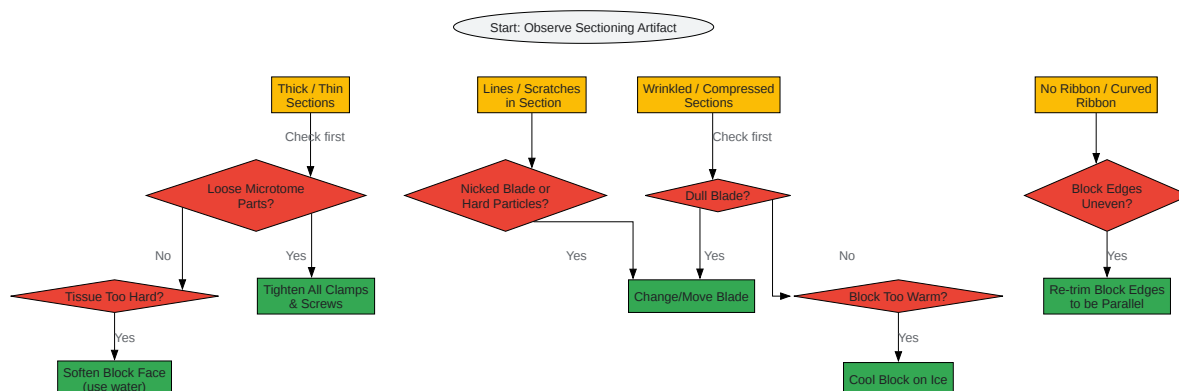 Start: Observe Sectioning Artifact
Thick / Thin
Sections
Lines / Scratches
in Section
Wrinkled / Compressed
Sections
No Ribbon / Curved
Ribbon
Check first
Check first
Loose Microtome
Parts?
Nicked Blade or
Hard Particles?
Dull Blade?
Block Edges
Uneven?
No
Yes
Yes
Yes
No
Yes
Tissue Too Hard?
Tighten All Clamps
& Screws
Change/Move Blade
Block Too Warm?
Re-trim Block Edges
to be Parallel
Yes
Yes
Soften Block Face
(use water)
Cool Block on Ice